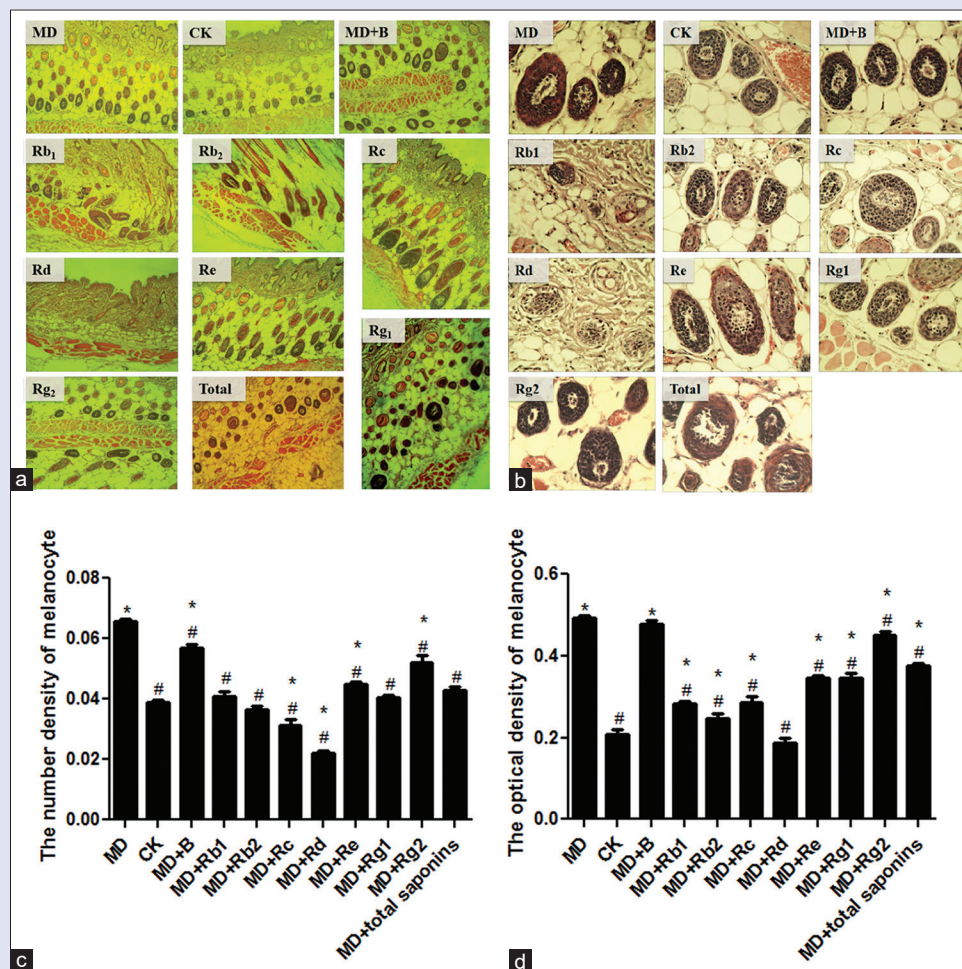 MD CK MD+B
Rb₁ Rb₂ Rc
Rd Re
Rg₁
Rg₂ Total
a
MD CK MD+B
Rb1 Rb2 Rc
Rd Re Rg1
Rg2 Total
b
The number density of melanocyte
0.08
0.06
0.04
0.02
0.00
* # * # # # * # * # * # # * # #
MD CK MD+B MD+Rb1 MD+Rb2 MD+Rc MD+Rd MD+Re MD+Rg1 MD+Rg2 MD+total saponins
c
The optical density of melanocyte
0.6
0.4
0.2
0.0
* # * * # * # * # # * # * # * # * #
MD CK MD+B MD+Rb1 MD+Rb2 MD+Rc MD+Rd MD+Re MD+Rg1 MD+Rg2 MD+total saponins
d